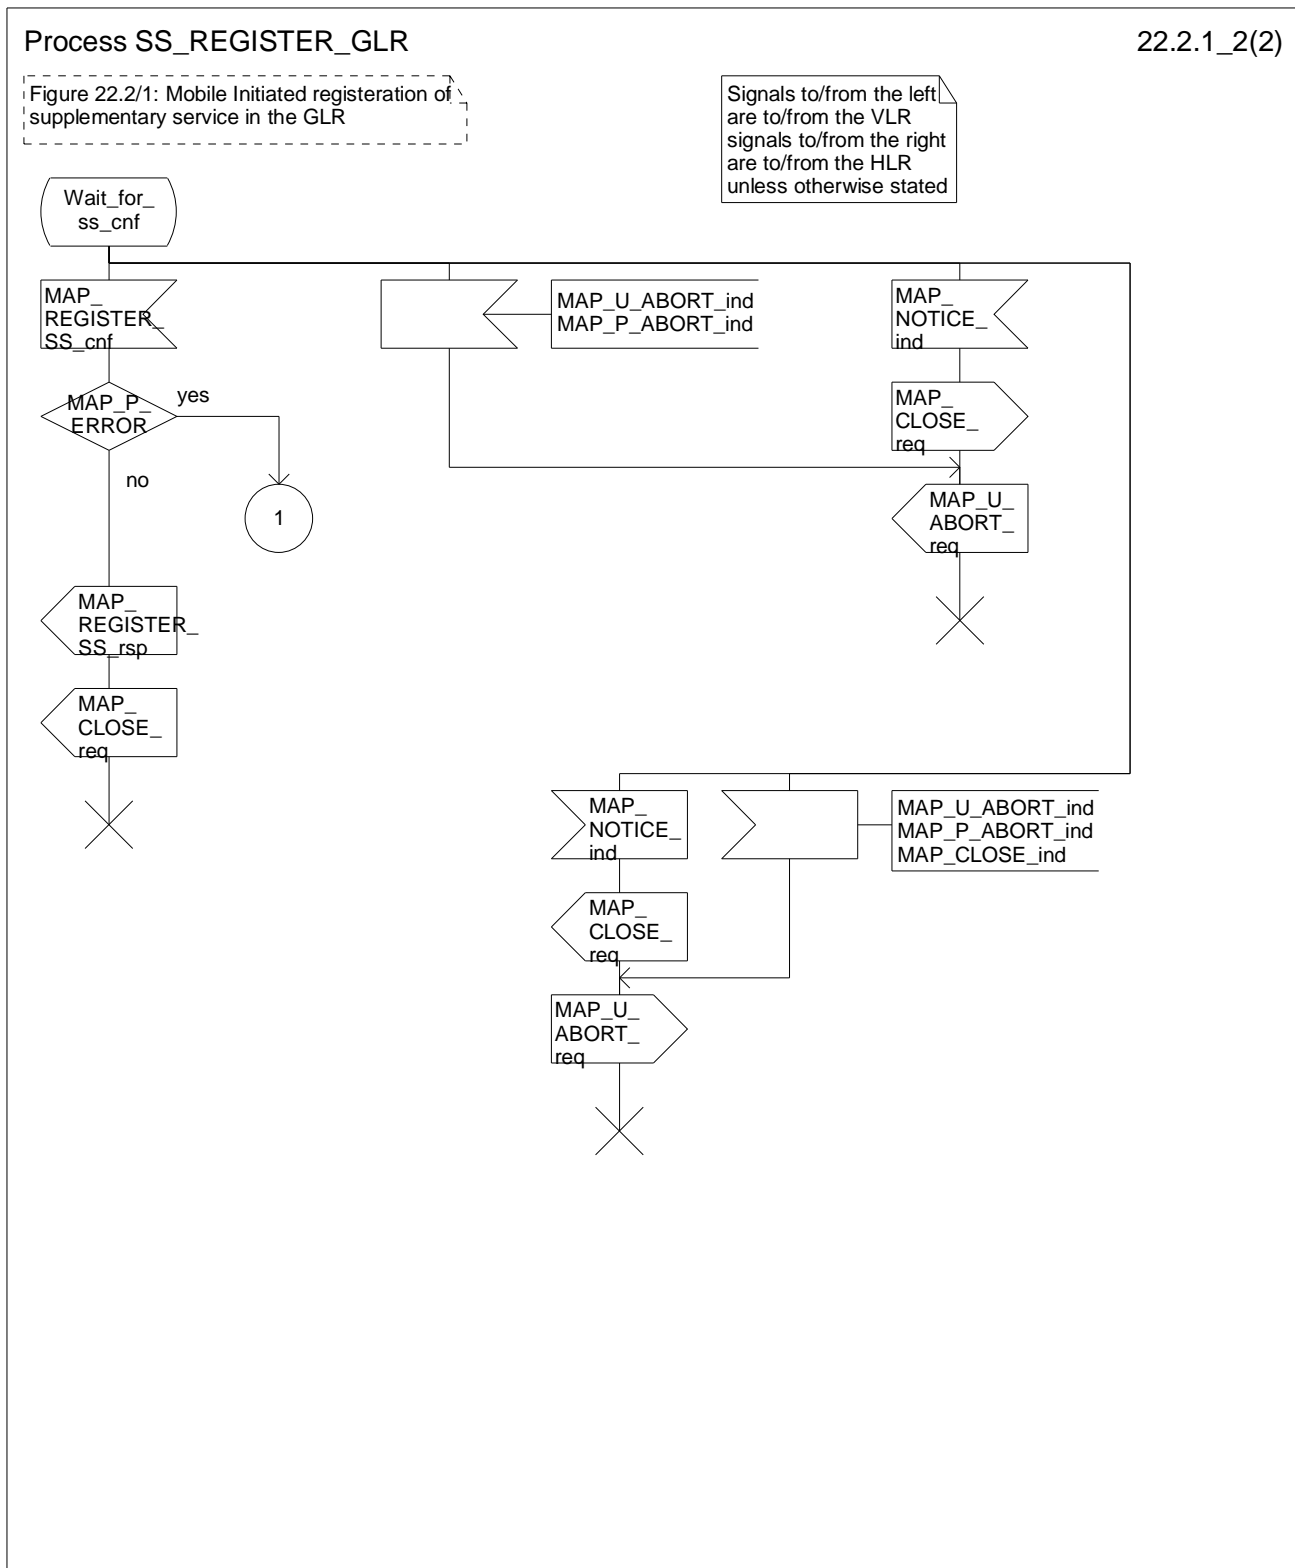 Process SS_REGISTER_GLR
22.2.1_2(2)
Figure 22.2/1: Mobile Initiated registeration of
supplementary service in the GLR
Signals to/from the left
are to/from the VLR
signals to/from the right
are to/from the HLR
unless otherwise stated
Wait_for_
ss_cnf
MAP_
REGISTER_
SS_cnf
MAP_U_ABORT_ind
MAP_P_ABORT_ind
MAP_
NOTICE_
ind
MAP_P_
ERROR
yes
no
1
MAP_
CLOSE_
req
MAP_U_
ABORT_
req
MAP_
REGISTER_
SS_rsp
MAP_
CLOSE_
req
MAP_
NOTICE_
ind
MAP_U_ABORT_ind
MAP_P_ABORT_ind
MAP_CLOSE_ind
MAP_
CLOSE_
req
MAP_U_
ABORT_
req